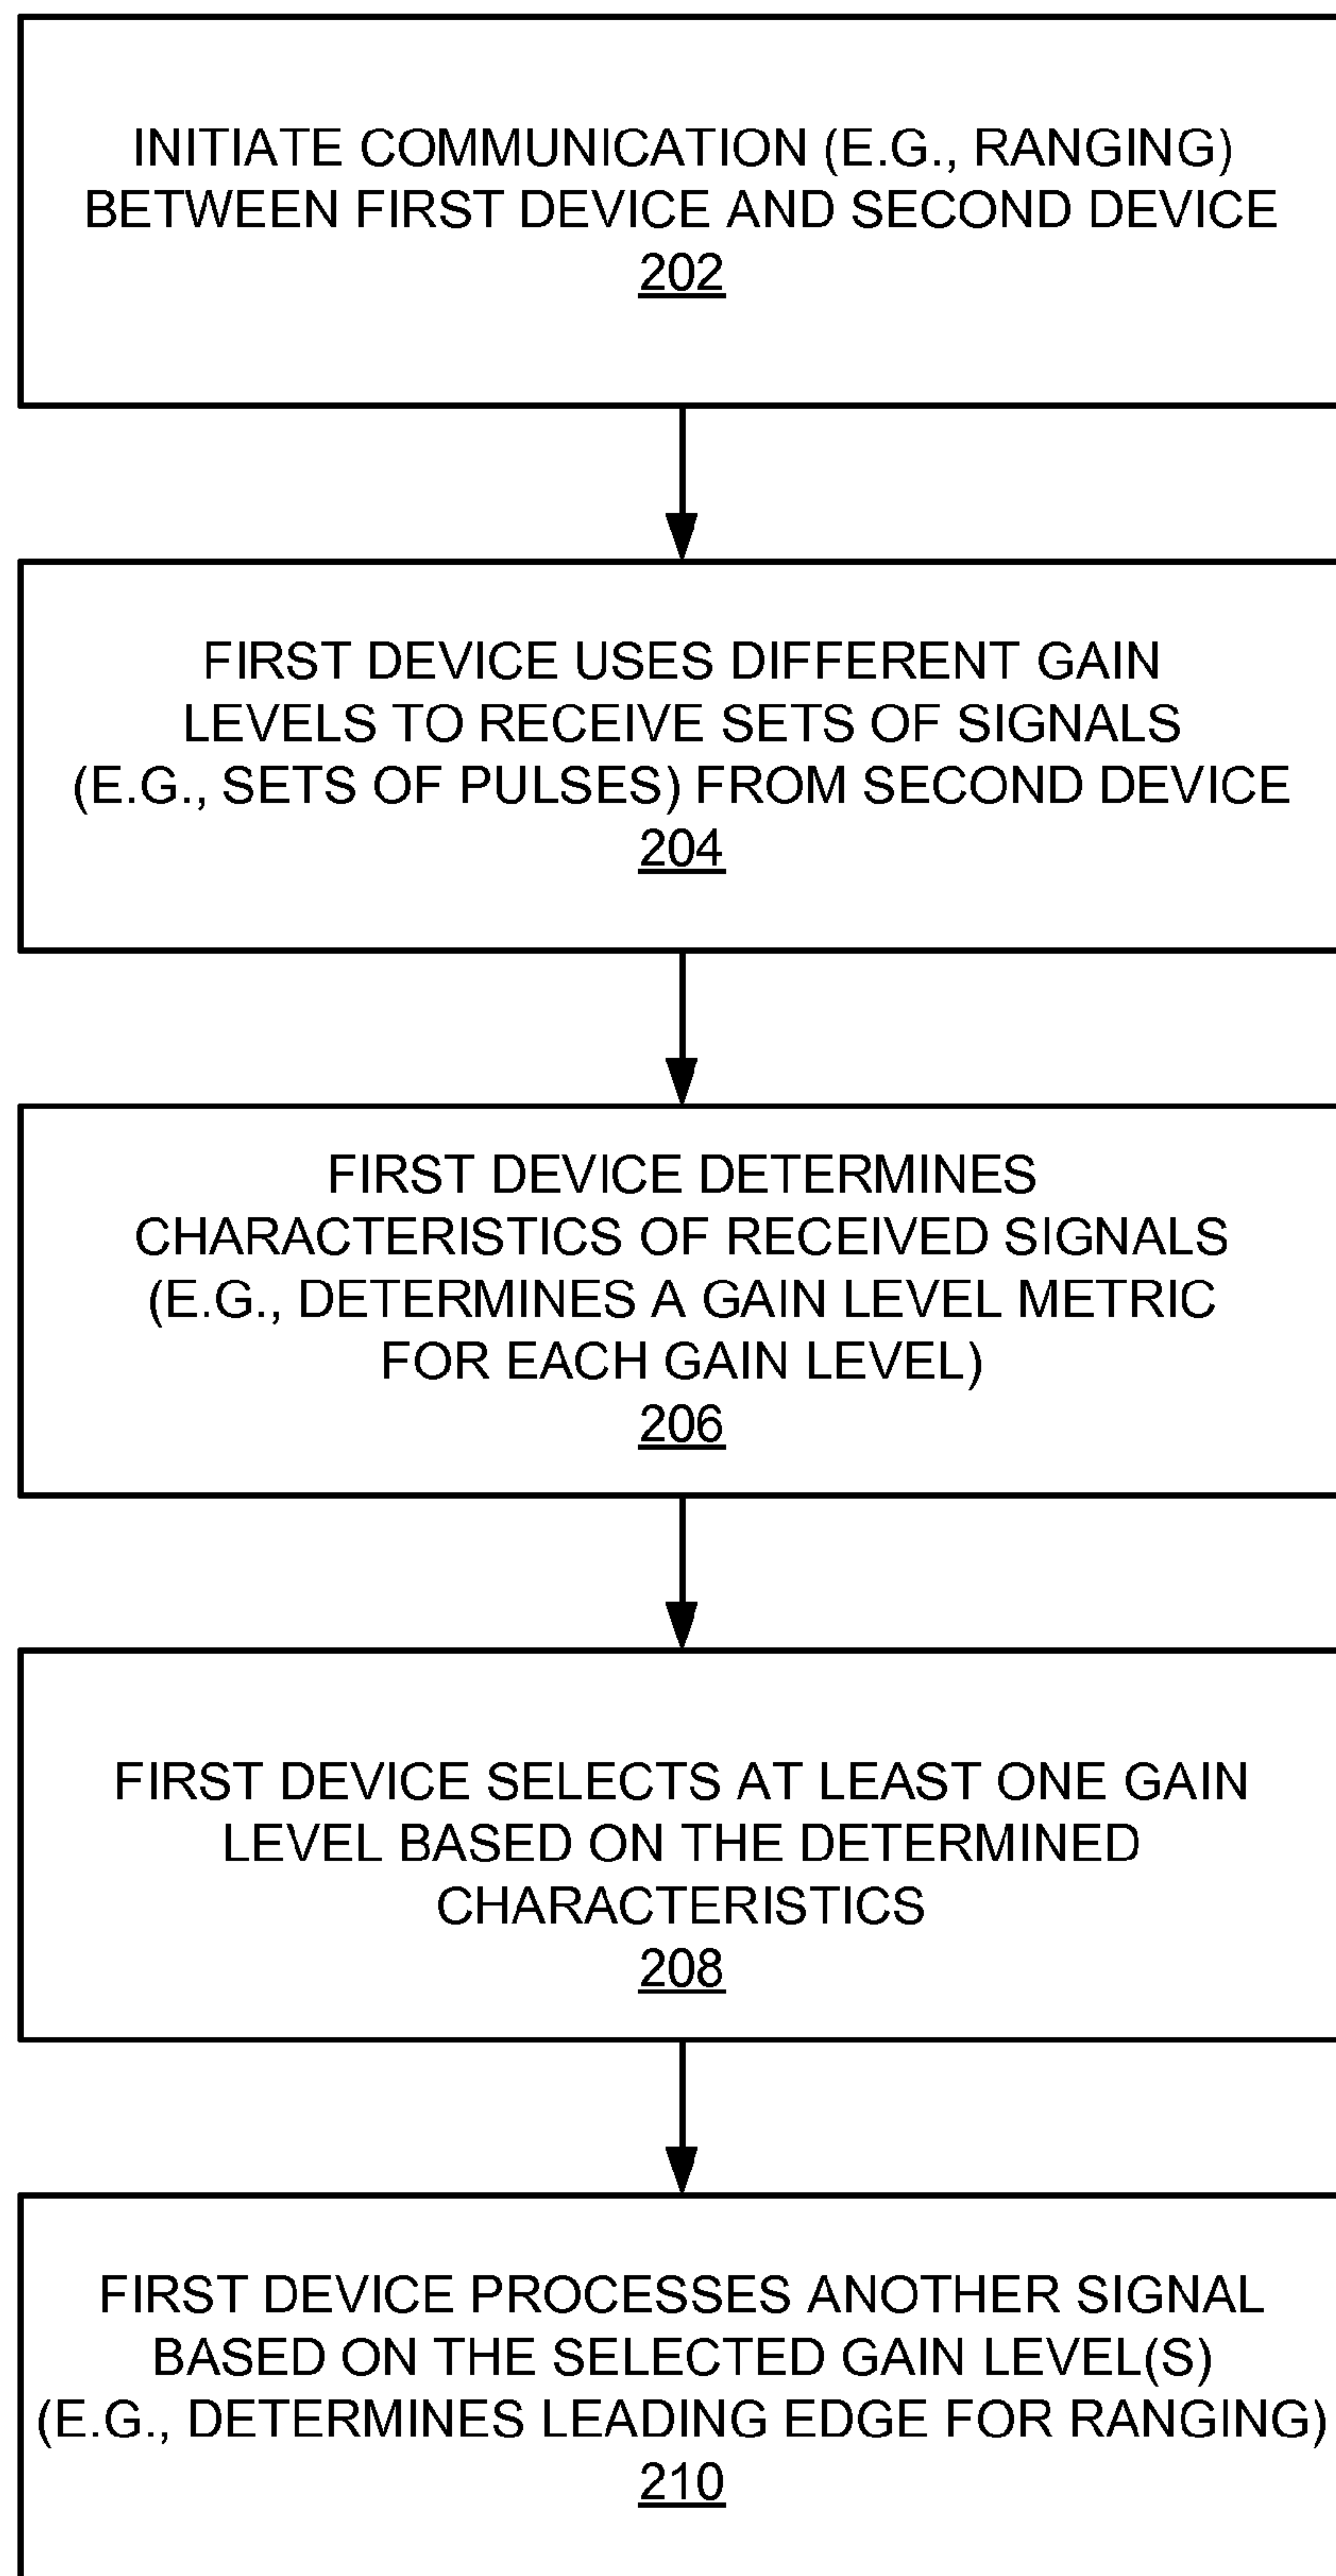 INITIATE COMMUNICATION (E.G., RANGING)
BETWEEN FIRST DEVICE AND SECOND DEVICE
202
FIRST DEVICE USES DIFFERENT GAIN
LEVELS TO RECEIVE SETS OF SIGNALS
(E.G., SETS OF PULSES) FROM SECOND DEVICE
204
FIRST DEVICE DETERMINES
CHARACTERISTICS OF RECEIVED SIGNALS
(E.G., DETERMINES A GAIN LEVEL METRIC
FOR EACH GAIN LEVEL)
206
FIRST DEVICE SELECTS AT LEAST ONE GAIN
LEVEL BASED ON THE DETERMINED
CHARACTERISTICS
208
FIRST DEVICE PROCESSES ANOTHER SIGNAL
BASED ON THE SELECTED GAIN LEVEL(S)
(E.G., DETERMINES LEADING EDGE FOR RANGING)
210